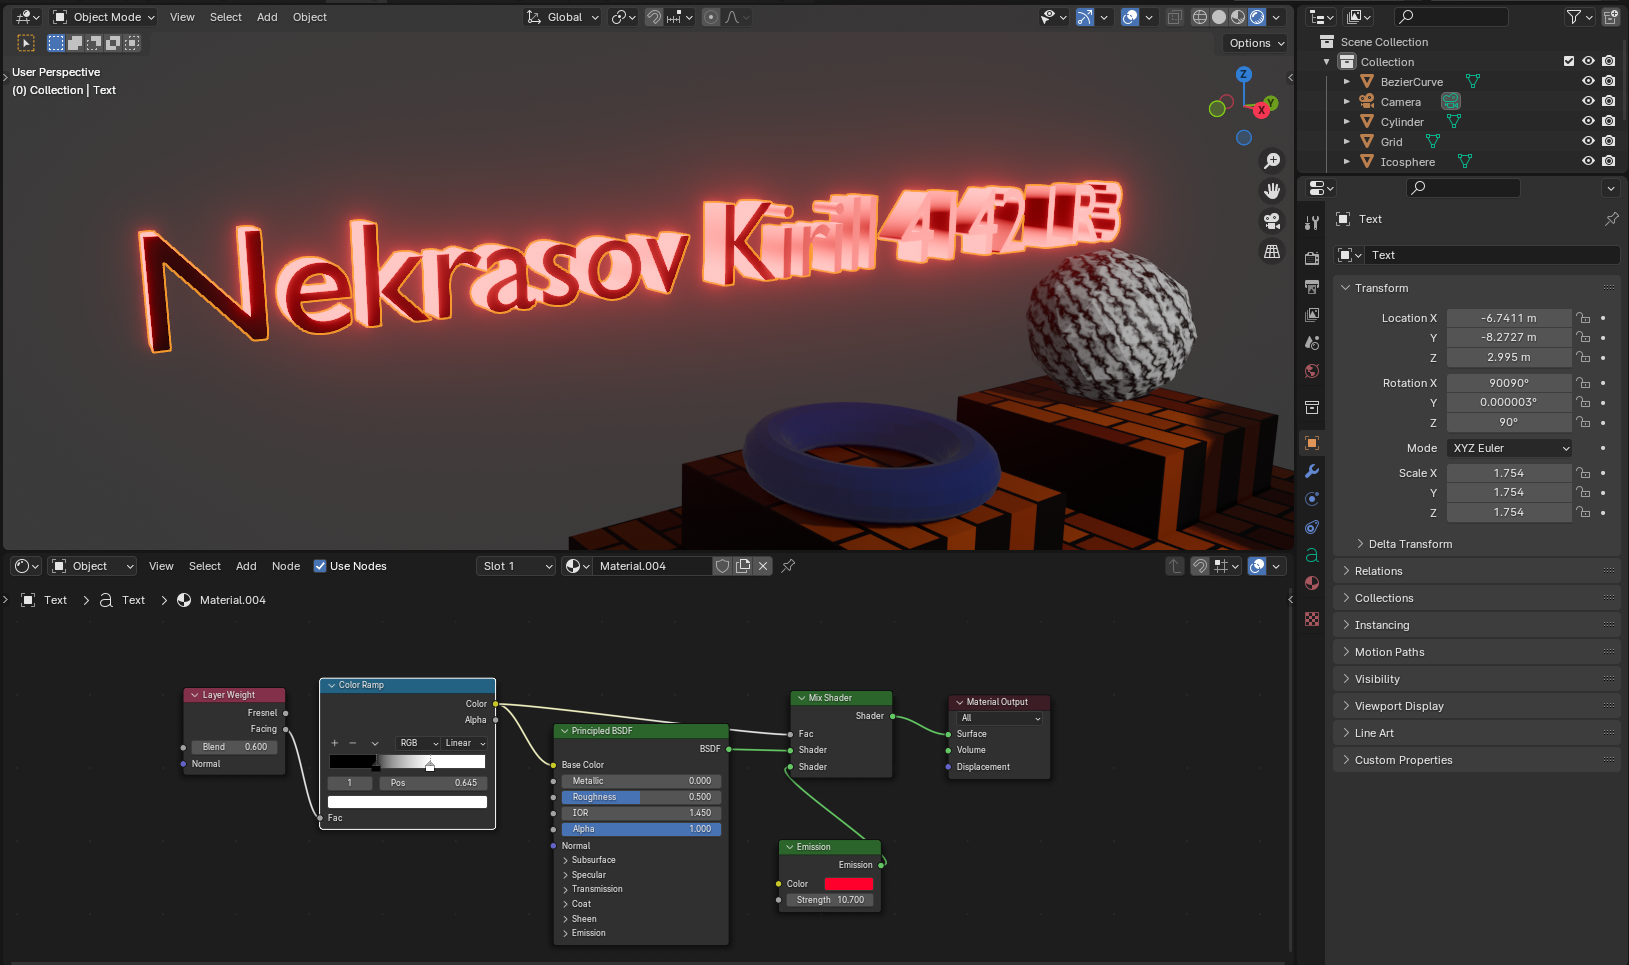 Object Mode
View
Select
Add
Object
Global
Options
User Perspective
(0) Collection | Text
Z
Y
X
Nekrasov Kirill
Scene Collection
Collection
BezierCurve
Camera
Cylinder
Grid
Icosphere
Text
Text
Transform
Location X -6.7411 m
Y -8.2727 m
Z 2.995 m
Rotation X 90090°
Y 0.000003°
Z 90°
Mode XYZ Euler
Scale X 1.754
Y 1.754
Z 1.754
Delta Transform
Relations
Collections
Instancing
Motion Paths
Visibility
Viewport Display
Line Art
Custom Properties
Object
View
Select
Add
Node
Use Nodes
Slot 1
Material.004
Text
Text
Material.004
Layer Weight
Fresnel
Facing
Blend 0.600
Normal
Color Ramp
Color
Alpha
RGB
Linear
1
Pos 0.645
Fac
Principled BSDF
BSDF
Base Color
Metallic 0.000
Roughness 0.500
IOR 1.450
Alpha 1.000
Normal
Subsurface
Specular
Transmission
Coat
Sheen
Emission
Mix Shader
Shader
Fac
Shader
Shader
Emission
Emission
Color
Strength 10.700
Material Output
All
Surface
Volume
Displacement